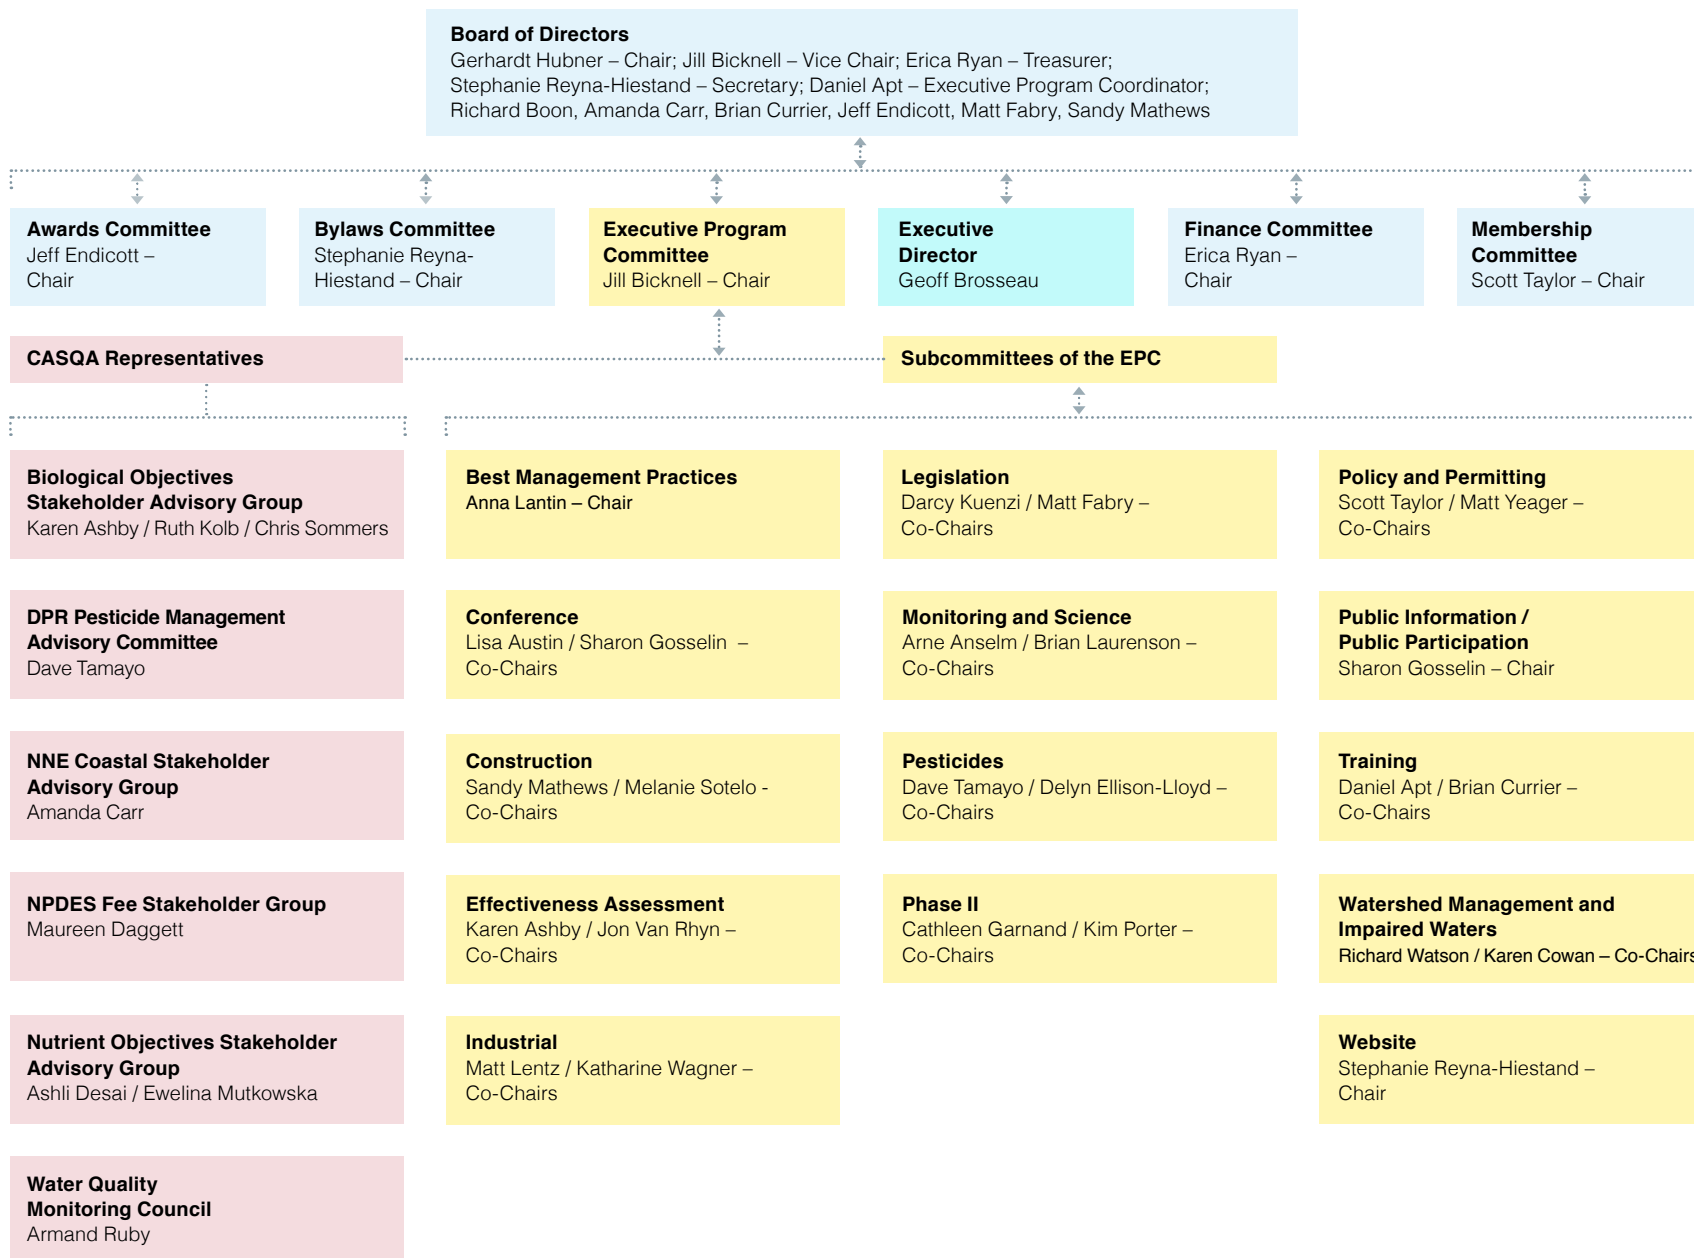 Board of Directors
Gerhardt Hubner – Chair; Jill Bicknell – Vice Chair; Erica Ryan – Treasurer;
Stephanie Reyna-Hiestand – Secretary; Daniel Apt – Executive Program Coordinator;
Richard Boon, Amanda Carr, Brian Currier, Jeff Endicott, Matt Fabry, Sandy Mathews
Awards Committee
Jeff Endicott –
Chair
Bylaws Committee
Stephanie Reyna-
Hiestand – Chair
Executive Program
Committee
Jill Bicknell – Chair
Executive
Director
Geoff Brosseau
Finance Committee
Erica Ryan –
Chair
Membership
Committee
Scott Taylor – Chair
CASQA Representatives
Subcommittees of the EPC
Biological Objectives
Stakeholder Advisory Group
Karen Ashby / Ruth Kolb / Chris Sommers
DPR Pesticide Management
Advisory Committee
Dave Tamayo
NNE Coastal Stakeholder
Advisory Group
Amanda Carr
NPDES Fee Stakeholder Group
Maureen Daggett
Nutrient Objectives Stakeholder
Advisory Group
Ashli Desai / Ewelina Mutkowska
Water Quality
Monitoring Council
Armand Ruby
Best Management Practices
Anna Lantin – Chair
Conference
Lisa Austin / Sharon Gosselin –
Co-Chairs
Construction
Sandy Mathews / Melanie Sotelo -
Co-Chairs
Effectiveness Assessment
Karen Ashby / Jon Van Rhyn –
Co-Chairs
Industrial
Matt Lentz / Katharine Wagner –
Co-Chairs
Legislation
Darcy Kuenzi / Matt Fabry –
Co-Chairs
Monitoring and Science
Arne Anselm / Brian Laurenson –
Co-Chairs
Pesticides
Dave Tamayo / Delyn Ellison-Lloyd –
Co-Chairs
Phase II
Cathleen Garnand / Kim Porter –
Co-Chairs
Policy and Permitting
Scott Taylor / Matt Yeager –
Co-Chairs
Public Information /
Public Participation
Sharon Gosselin – Chair
Training
Daniel Apt / Brian Currier –
Co-Chairs
Watershed Management and
Impaired Waters
Richard Watson / Karen Cowan – Co-Chairs
Website
Stephanie Reyna-Hiestand –
Chair